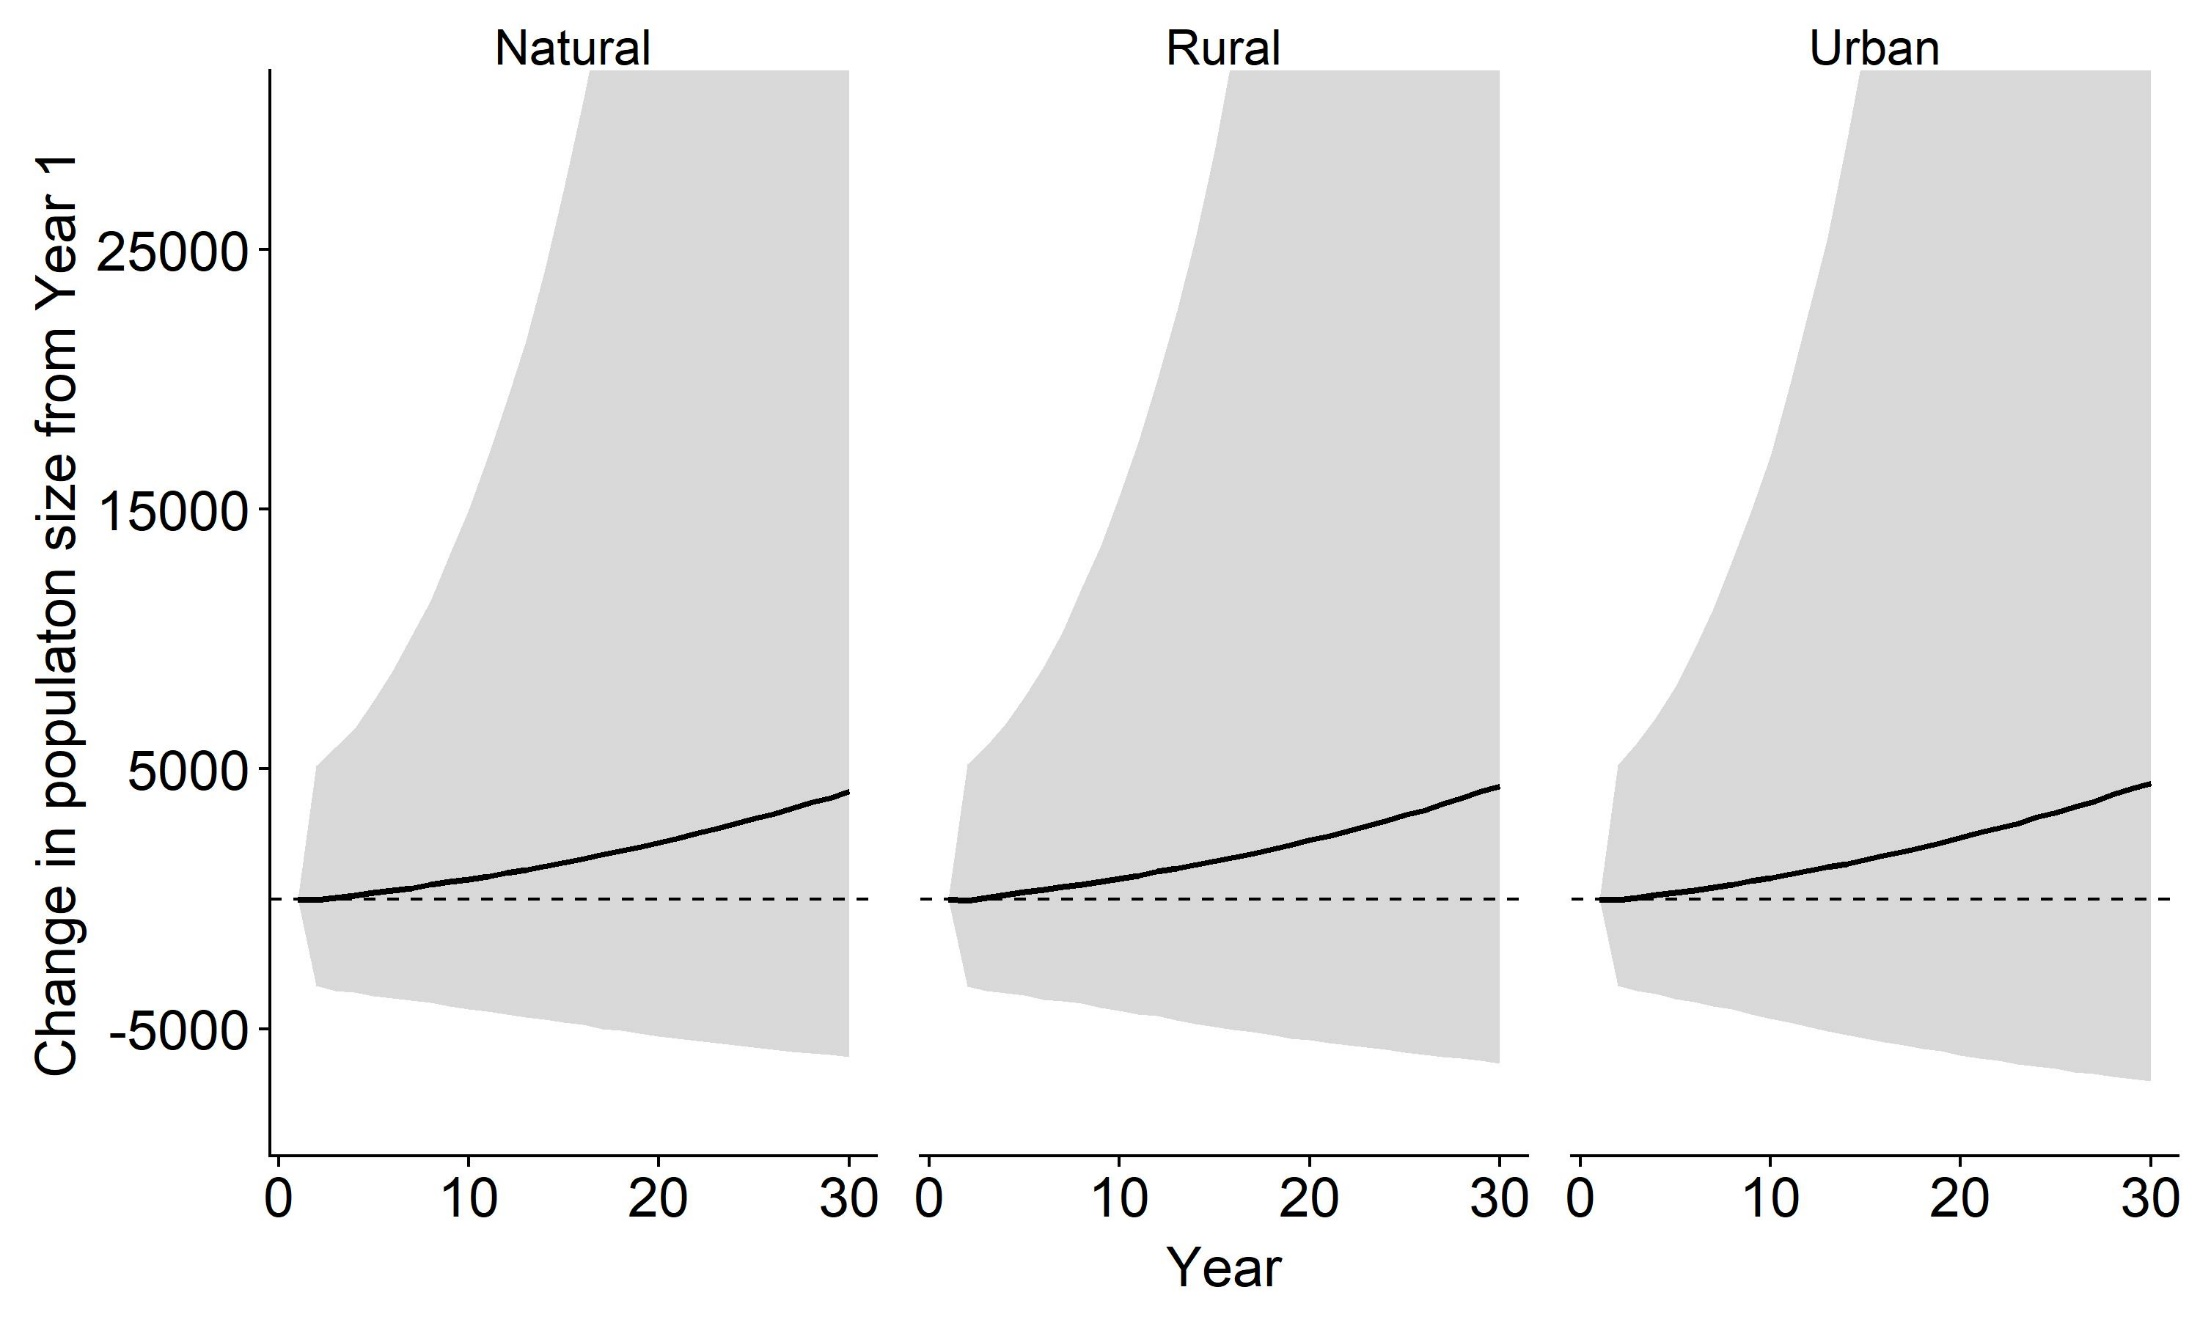 Natural Rural Urban
Change in populaton size from Year 1
25000
15000
5000
-5000
0 10 20 30 0 10 20 30 0 10 20 30
Year